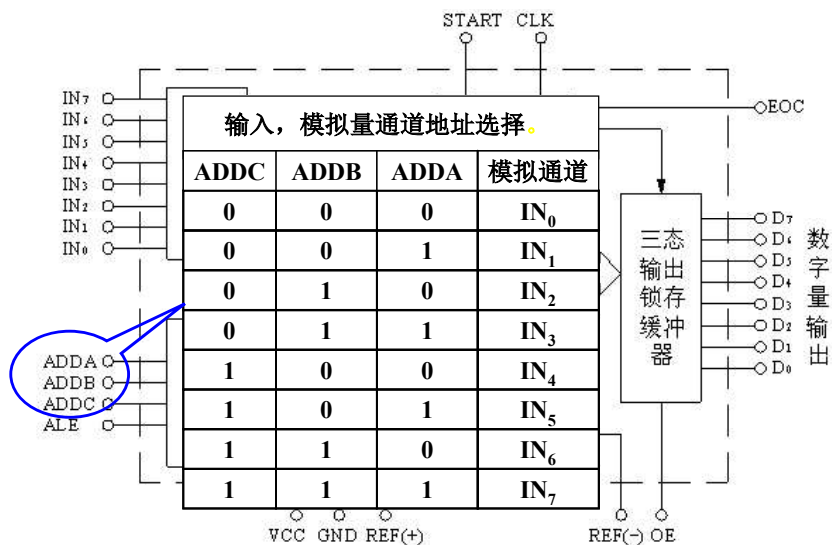 START CLK
IN7
IN6
IN5
IN4
IN3
IN2
IN1
IN0
EOC
输入，模拟量通道地址选择。
ADDC ADDB ADDA 模拟通道
0 0 0 IN0
0 0 1 IN1
0 1 0 IN2
0 1 1 IN3
1 0 0 IN4
1 0 1 IN5
1 1 0 IN6
1 1 1 IN7
三态
输出
锁存
缓冲
器
D7
D6
D5
D4
D3
D2
D1
D0
数字量输出
ADDA
ADDB
ADDC
ALE
VCC GND REF(+) REF(-) OE